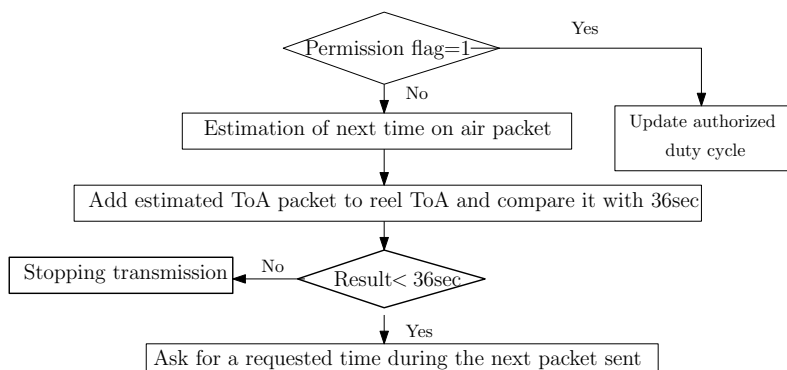 Permission flag=1
Yes
No
Update authorized
duty cycle
Estimation of next time on air packet
Add estimated ToA packet to reel ToA and compare it with 36sec
No
Stopping transmission
Result< 36sec
Yes
Ask for a requested time during the next packet sent